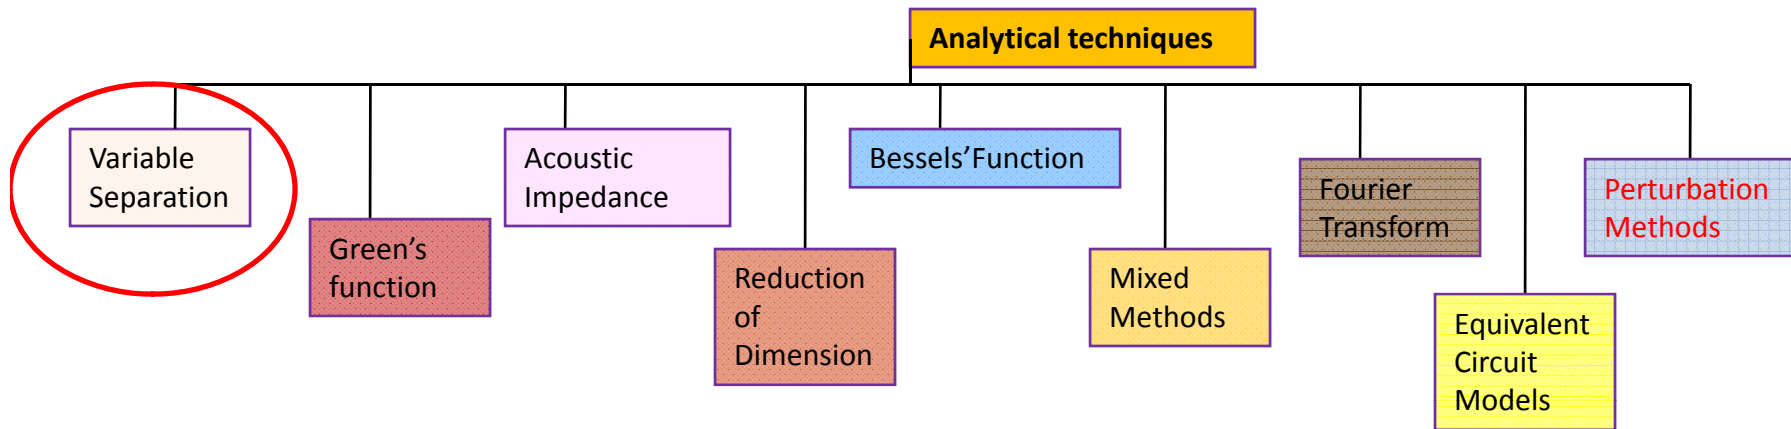 Analytical techniques
Variable
Separation
Green’s
function
Acoustic
Impedance
Reduction
of
Dimension
Bessels’Function
Mixed
Methods
Fourier
Transform
Equivalent
Circuit
Models
Perturbation
Methods